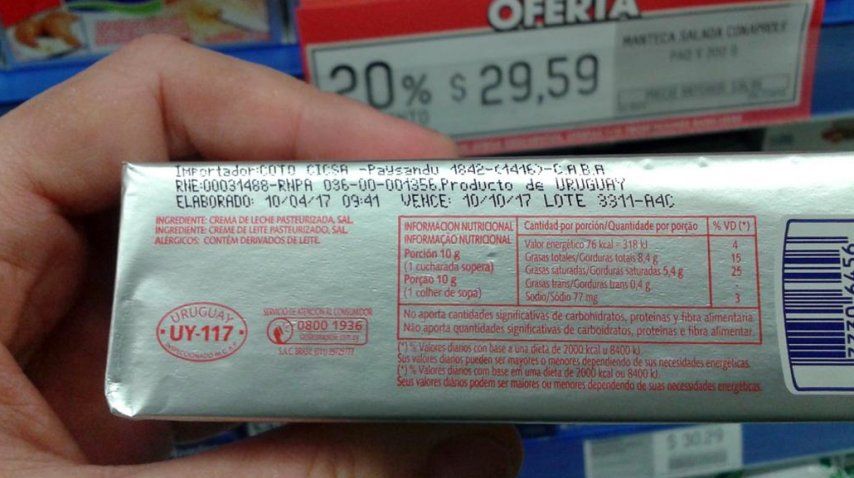 OFERTA
20% $ 29,59
MANTECA SALADA CONAPROLE
Importador:COTO CICSA -Paysandu 1842-(1416)-C.A.B.A
RNE:00031488-RNPA 036-00-001356.Producto de URUGUAY
ELABORADO: 10/04/17 09:41 VENCE: 10/10/17 LOTE 3311-A4C
INGREDIENTE: CREMA DE LECHE PASTEURIZADA, SAL.
INGREDIENTE: CREME DE LEITE PASTEURIZADO, SAL.
ALÉRGICOS: CONTÉM DERIVADOS DE LEITE.
URUGUAY
UY-117
SERVICIO DE ATENCION AL CONSUMIDOR
0800 1936
INFORMACION NUTRICIONAL
INFORMAÇÃO NUTRICIONAL
Porción 10 g
(1 cucharada sopera)
Porção 10 g
(1 colher de sopa)
Cantidad por porción/Quantidade por porção % VD (*)
Valor energético 76 kcal = 318 kJ 4
Grasas totales/Gorduras totais 8,4 g 15
Grasas saturadas/Gorduras saturadas 5,4 g 25
Grasas trans/Gorduras trans 0,4 g -
Sodio/Sódio 77 mg 3
No aporta cantidades significativas de carbohidratos, proteínas y fibra alimentaria.
Não aporta quantidades significativas de carboidratos, proteínas e fibra alimentar.
(*) % Valores diarios con base a una dieta de 2000 kcal u 8400 kJ.
Sus valores diarios pueden ser mayores o menores dependiendo de sus necesidades energéticas.
(*) % Valores diários com base em uma dieta de 2000 kcal ou 8400 kJ.
Seus valores diários podem ser maiores ou menores dependendo de suas necessidades energéticas.
$ 30.29